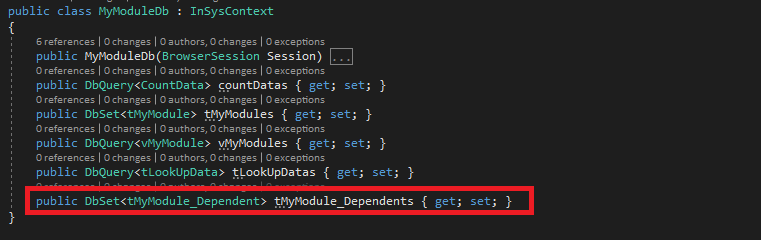 public class MyModuleDb : InSysContext
{
6 references | 0 changes | 0 authors, 0 changes | 0 exceptions
public MyModuleDb(BrowserSession Session) ...
0 references | 0 changes | 0 authors, 0 changes | 0 exceptions
public DbQuery<CountData> countDatas { get; set; }
0 references | 0 changes | 0 authors, 0 changes | 0 exceptions
public DbSet<tMyModule> tMyModules { get; set; }
0 references | 0 changes | 0 authors, 0 changes | 0 exceptions
public DbQuery<vMyModule> vMyModules { get; set; }
0 references | 0 changes | 0 authors, 0 changes | 0 exceptions
public DbQuery<tLookUpData> tLookUpDatas { get; set; }
0 references | 0 changes | 0 authors, 0 changes | 0 exceptions
public DbSet<tMyModule_Dependent> tMyModule_Dependents { get; set; }
}